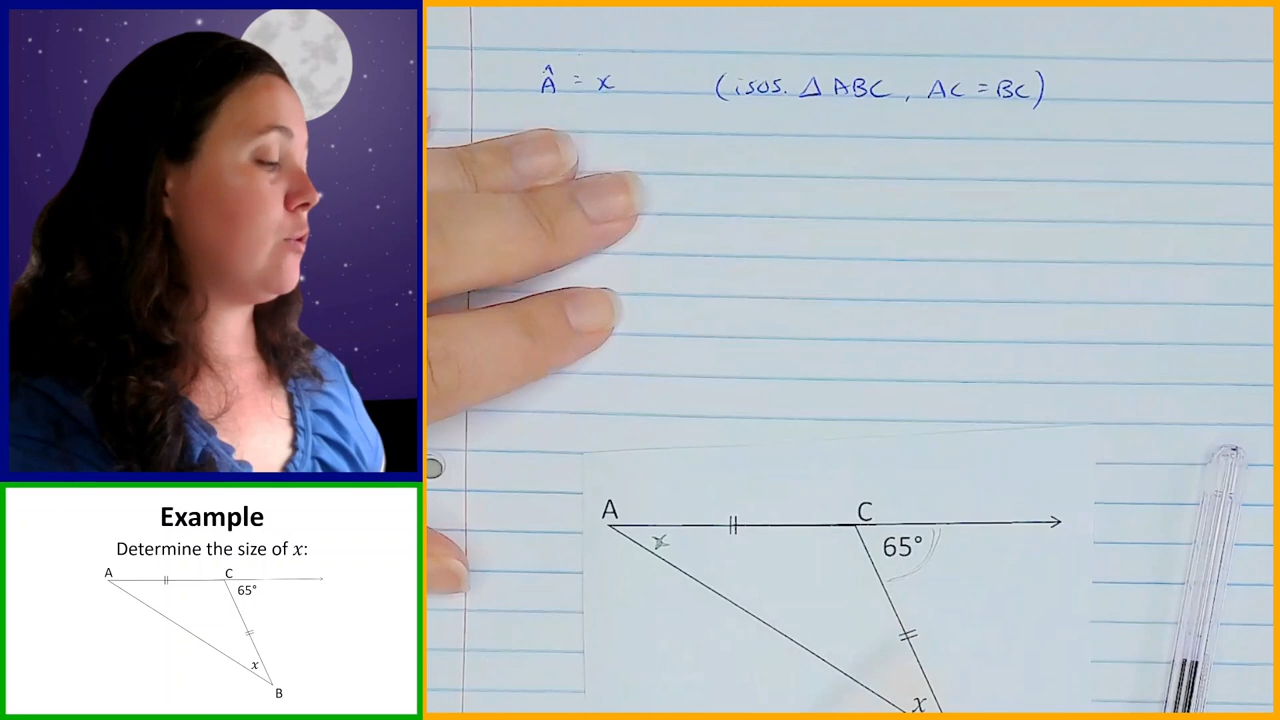 = x (isos. Δ ABC, AC = BC)
A
C
x
65°
x
Example
Determine the size of x:
A
C
65°
x
B